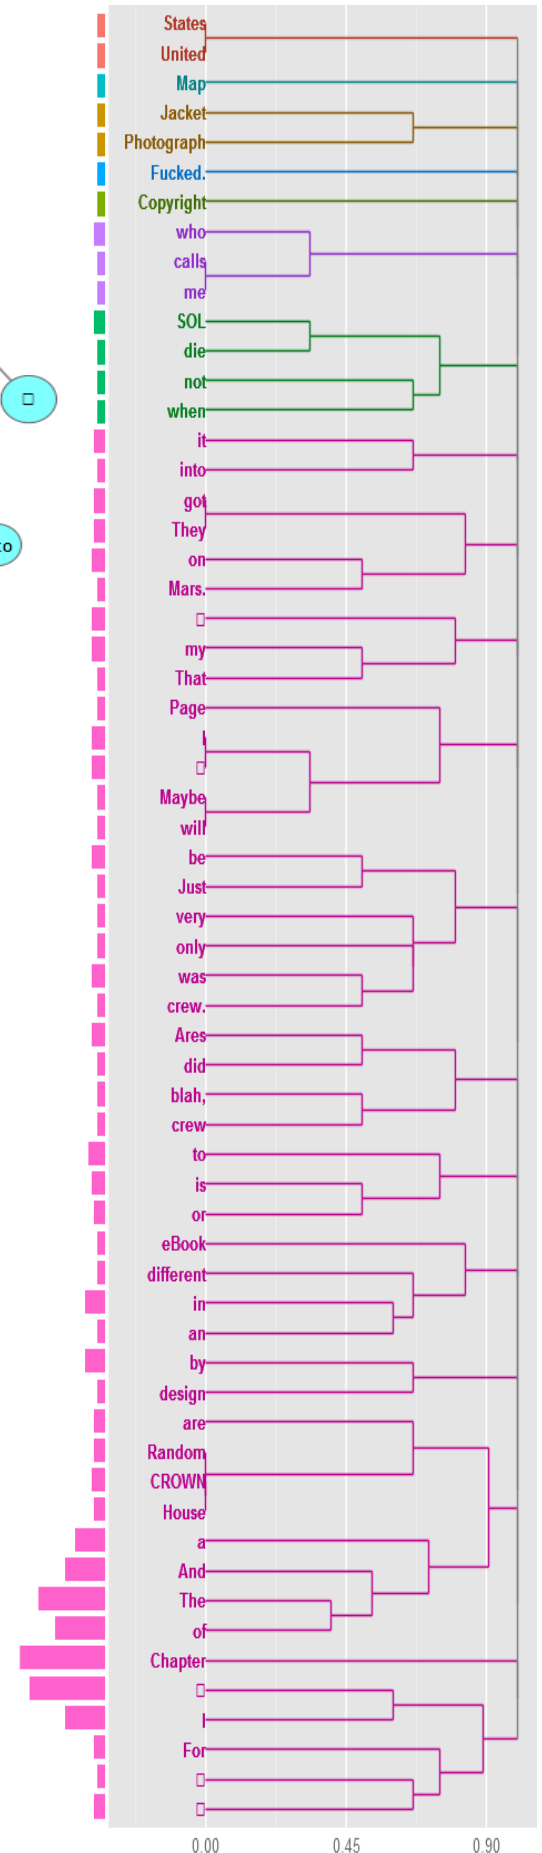 States
United
Map
Jacket
Photograph
Fucked.
Copyright
who
calls
me
SOL
die
not
when
it
into
got
They
on
Mars.
my
That
Page
I
Maybe
will
be
Just
very
only
was
crew.
Ares
did
blah,
crew
to
is
or
eBook
different
in
an
by
design
are
Random
CROWN
House
a
And
The
of
Chapter
I
For
0.00 0.45 0.90